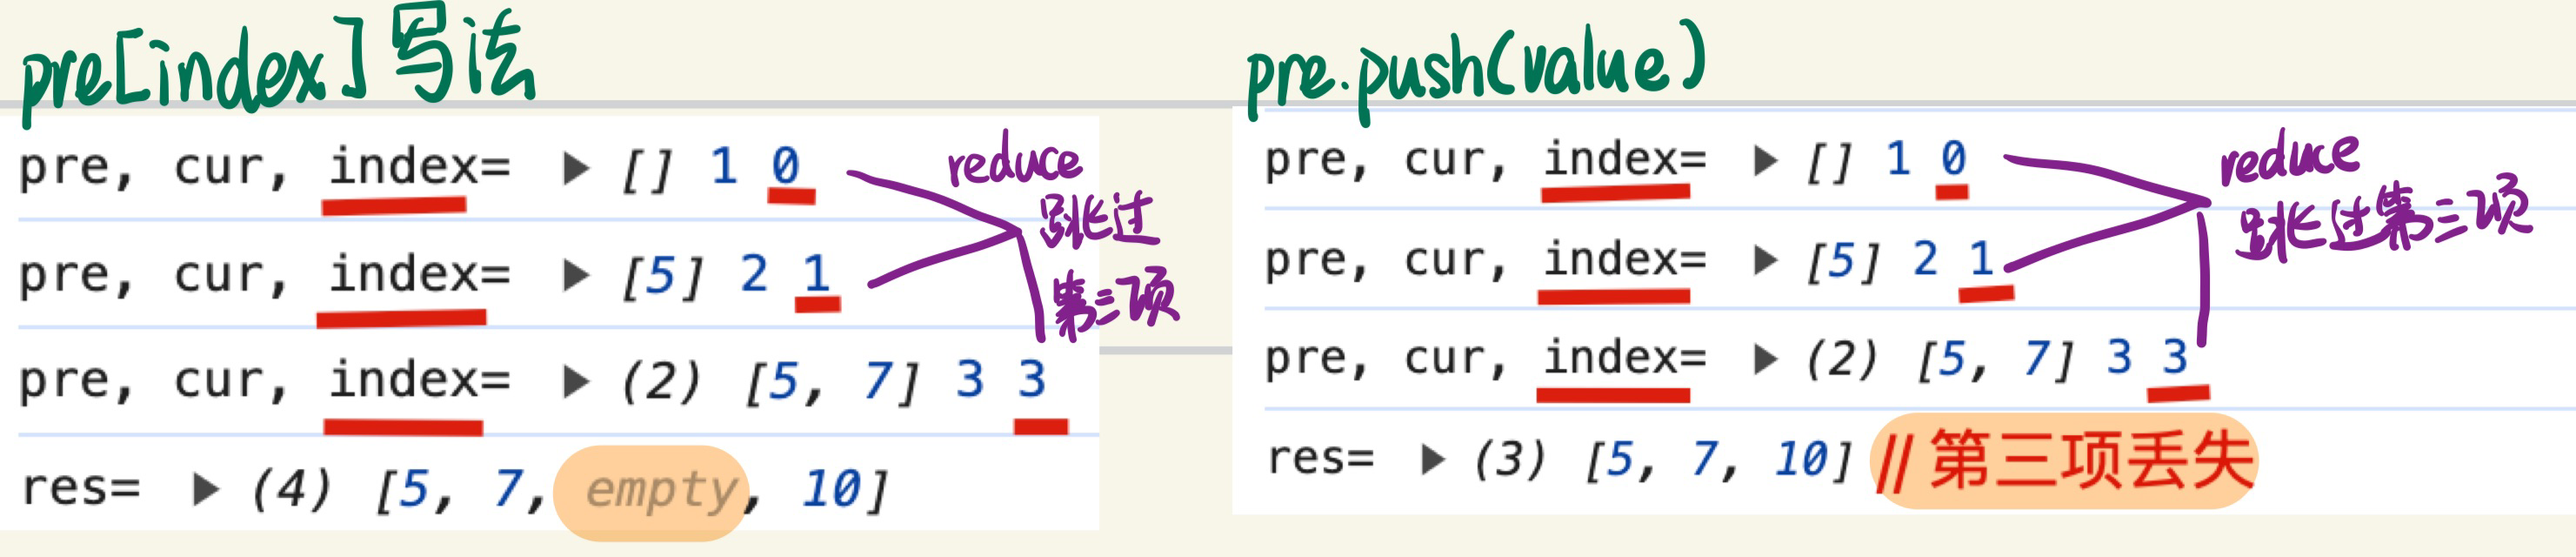 pre[index]写法
pre, cur, index= ▶ [] 1 0
pre, cur, index= ▶ [5] 2 1
pre, cur, index= ▶ (2) [5, 7] 3 3
res= ▶ (4) [5, 7, empty, 10]
reduce
跳过
第三项
pre.push(value)
pre, cur, index= ▶ [] 1 0
pre, cur, index= ▶ [5] 2 1
pre, cur, index= ▶ (2) [5, 7] 3 3
res= ▶ (3) [5, 7, 10] // 第三项丢失
reduce
跳过第三项